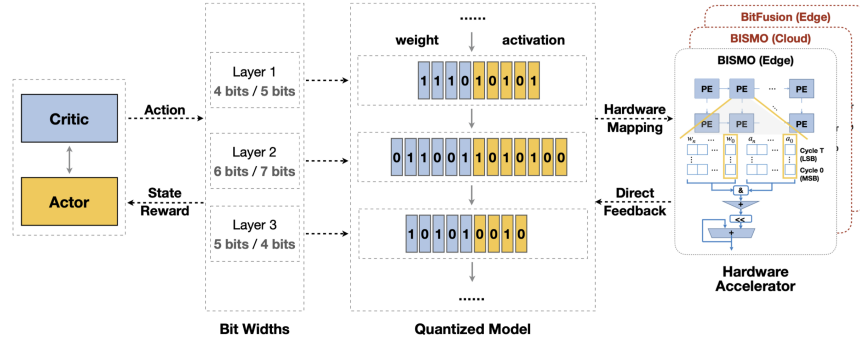 Critic
Actor
Action
State
Reward
Layer 1
4 bits / 5 bits
Layer 2
6 bits / 7 bits
Layer 3
5 bits / 4 bits
Bit Widths
......
weight
activation
1 1 1 0 1 0 1 0 1
0 1 1 0 0 1 1 0 1 0 1 0 0
1 0 1 0 1 0 0 1 0
......
Quantized Model
Hardware
Mapping
Direct
Feedback
BitFusion (Edge)
BISMO (Cloud)
BISMO (Edge)
PE PE ... PE
PE PE ... PE
wn ... w0 an ... a0
Cycle T
(LSB)
... ...
Cycle 0
(MSB)
&
+
<<
+
Hardware
Accelerator